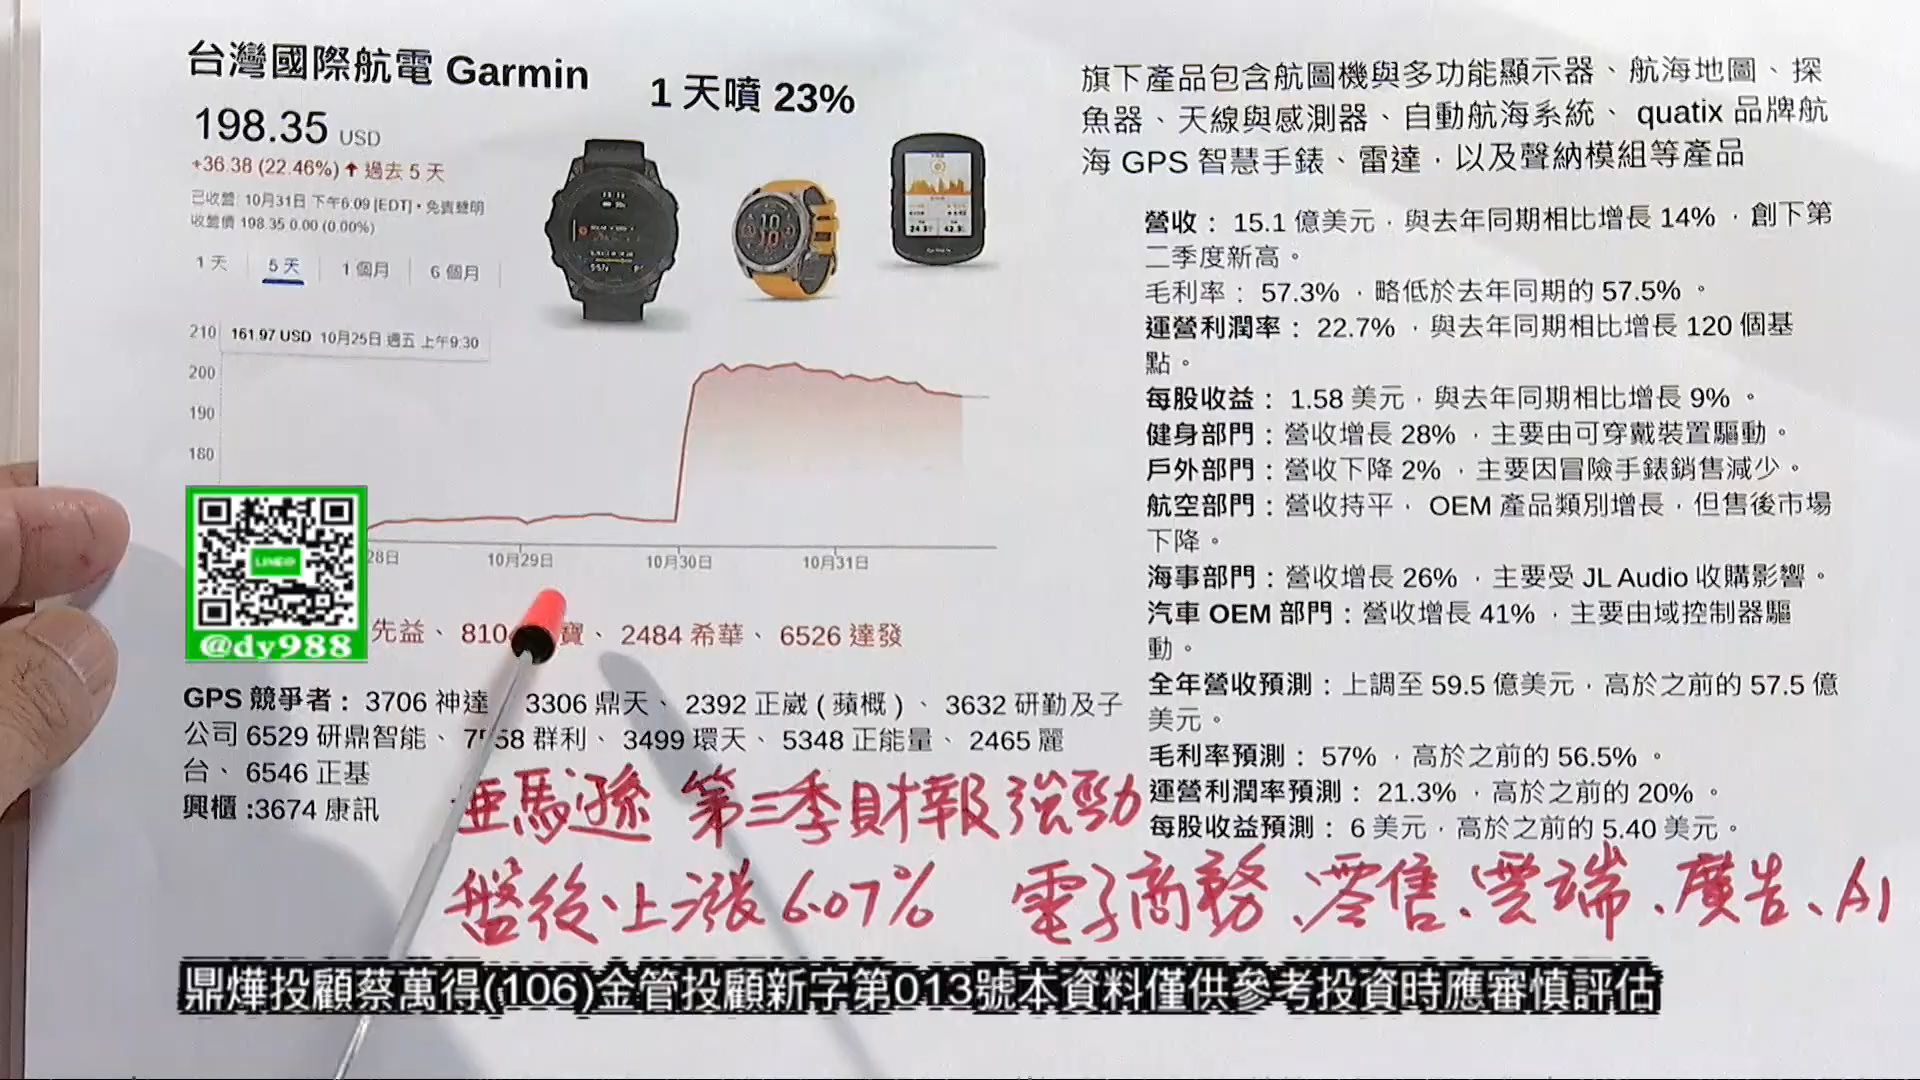 台灣國際航電 Garmin
1 天噴 23%
198.35 USD
+36.38 (22.46%) ↑ 過去 5 天
已收盤: 10月31日 下午6:09 [EDT] • 免責聲明
收盤價 198.35 0.00 (0.00%)
1 天 5 天 1 個月 6 個月
161.97 USD 10月25日 週五 上午9:30
210
200
190
180
28日 10月29日 10月30日 10月31日
LINE@
@dy988
先益、 810 寶、 2484 希華、 6526 達發
GPS 競爭者 : 3706 神達 3306 鼎天、 2392 正崴 ( 蘋概 ) 、 3632 研勤及子
公司 6529 研鼎智能、 7 58 群利、 3499 環天、 5348 正能量、 2465 麗
台、 6546 正基
興櫃 :3674 康訊
旗下產品包含航圖機與多功能顯示器、航海地圖、探
魚器、天線與感測器、自動航海系統、 quatix 品牌航
海 GPS 智慧手錶、雷達，以及聲納模組等產品
營收 : 15.1 億美元，與去年同期相比增長 14% ，創下第
二季度新高。
毛利率 : 57.3% ，略低於去年同期的 57.5% 。
運營利潤率 : 22.7% ，與去年同期相比增長 120 個基
點。
每股收益 : 1.58 美元，與去年同期相比增長 9% 。
健身部門 : 營收增長 28% ，主要由可穿戴裝置驅動。
戶外部門 : 營收下降 2% ，主要因冒險手錶銷售減少。
航空部門 : 營收持平， OEM 產品類別增長，但售後市場
下降。
海事部門 : 營收增長 26% ，主要受 JL Audio 收購影響。
汽車 OEM 部門 : 營收增長 41% ，主要由域控制器驅
動。
全年營收預測 : 上調至 59.5 億美元，高於之前的 57.5 億
美元。
毛利率預測 : 57% ，高於之前的 56.5% 。
運營利潤率預測 : 21.3% ，高於之前的 20% 。
每股收益預測 : 6 美元，高於之前的 5.40 美元。
亞馬遜 第三季財報強勁
盤後上漲6.07% 電子商務、零售、雲端、廣告、AI
鼎燁投顧蔡萬得(106)金管投顧新字第013號本資料僅供參考投資時應審慎評估